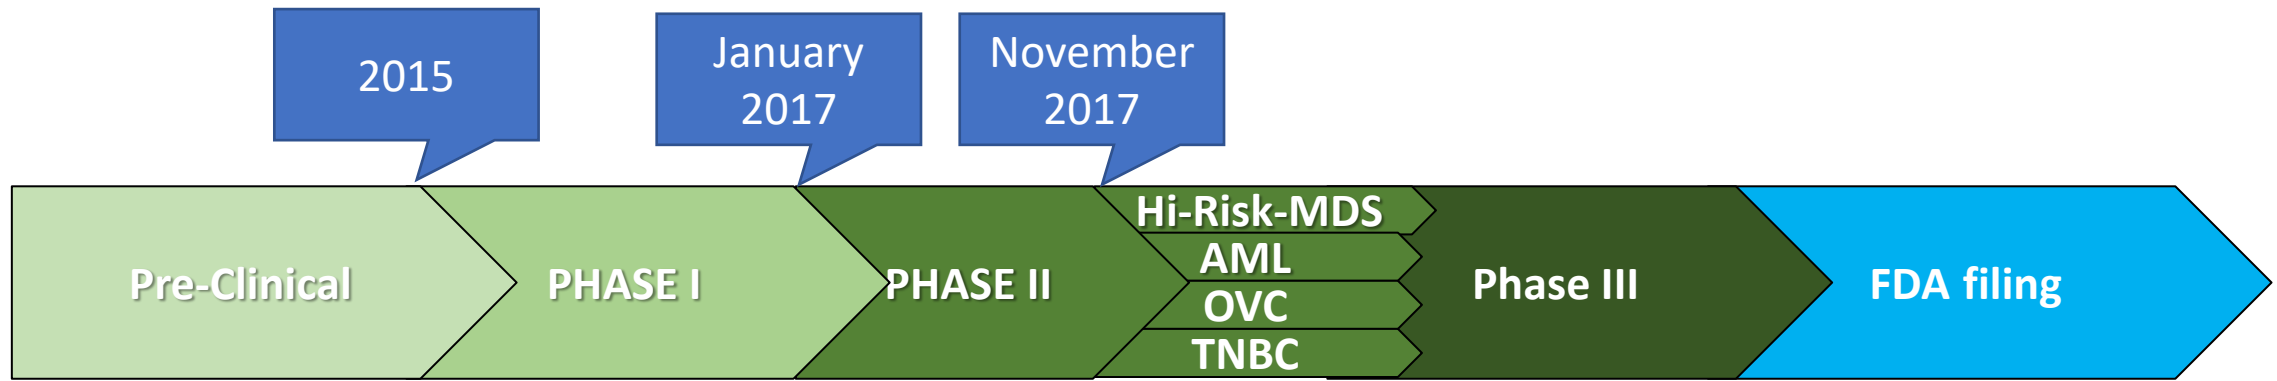 2015
January
2017
November
2017
Pre-Clinical
PHASE I
PHASE II
Hi-Risk-MDS
AML
OVC
TNBC
Phase III
FDA filing